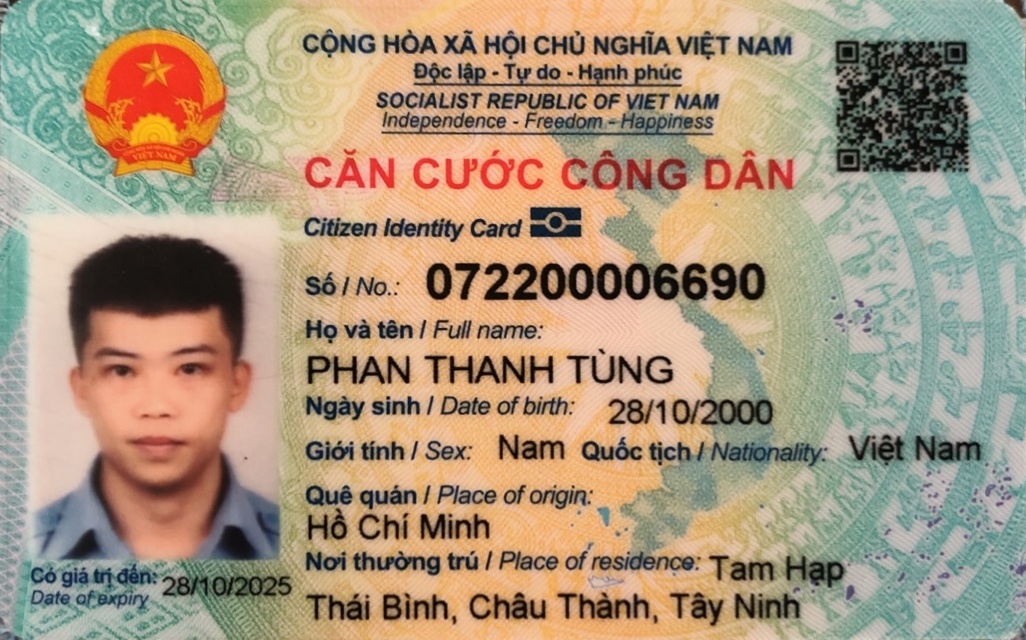 CỘNG HÒA XÃ HỘI CHỦ NGHĨA VIỆT NAM
Độc lập - Tự do - Hạnh phúc
SOCIALIST REPUBLIC OF VIET NAM
Independence - Freedom - Happiness
CĂN CƯỚC CÔNG DÂN
Citizen Identity Card
Số / No.: 072200006690
Họ và tên / Full name:
PHAN THANH TÙNG
Ngày sinh / Date of birth: 28/10/2000
Giới tính / Sex: Nam Quốc tịch / Nationality: Việt Nam
Quê quán / Place of origin:
Hồ Chí Minh
Nơi thường trú / Place of residence: Tam Hạp
Thái Bình, Châu Thành, Tây Ninh
Có giá trị đến: 28/10/2025
Date of expiry
VIỆT NAM